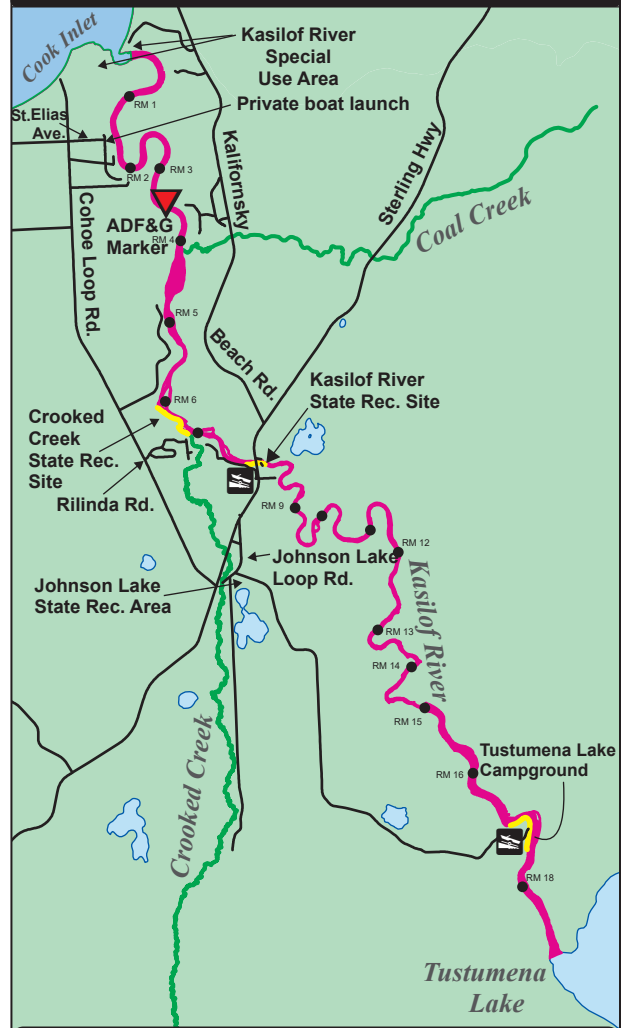 Cook Inlet
Kasilof River
Special
Use Area
RM 1
Private boat launch
St.Elias
Ave.
RM 2
RM 3
Kalifornsky
Sterling Hwy
Coal Creek
ADF&G
Marker
RM 4
Cohoe Loop Rd.
RM 5
Beach Rd.
Kasilof River
State Rec. Site
RM 6
Crooked
Creek
State Rec.
Site
Rilinda Rd.
RM 9
RM 12
Johnson Lake
Loop Rd.
Johnson Lake
State Rec. Area
Kasilof River
RM 13
RM 14
RM 15
Crooked Creek
Tustumena Lake
Campground
RM 16
RM 18
Tustumena
Lake